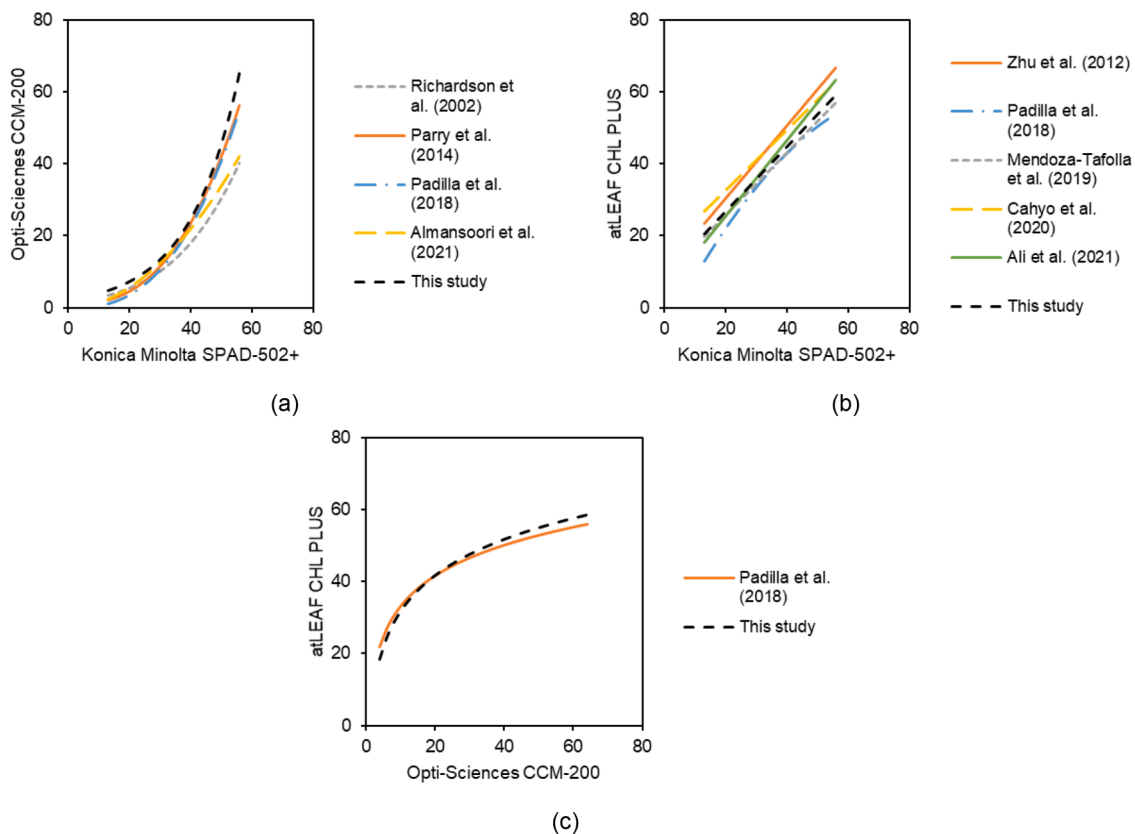 80
60
40
20
0
Opti-Sciecnes CCM-200
0 20 40 60 80
Konica Minolta SPAD-502+
Richardson et
al. (2002)
Parry et al.
(2014)
Padilla et al.
(2018)
Almansoori et al.
(2021)
This study
(a)
80
60
40
20
0
atLEAF CHL PLUS
0 20 40 60 80
Konica Minolta SPAD-502+
Zhu et al. (2012)
Padilla et al.
(2018)
Mendoza-Tafolla
et al. (2019)
Cahyo et al.
(2020)
Ali et al. (2021)
This study
(b)
80
60
40
20
0
atLEAF CHL PLUS
0 20 40 60 80
Opti-Sciences CCM-200
Padilla et al.
(2018)
This study
(c)